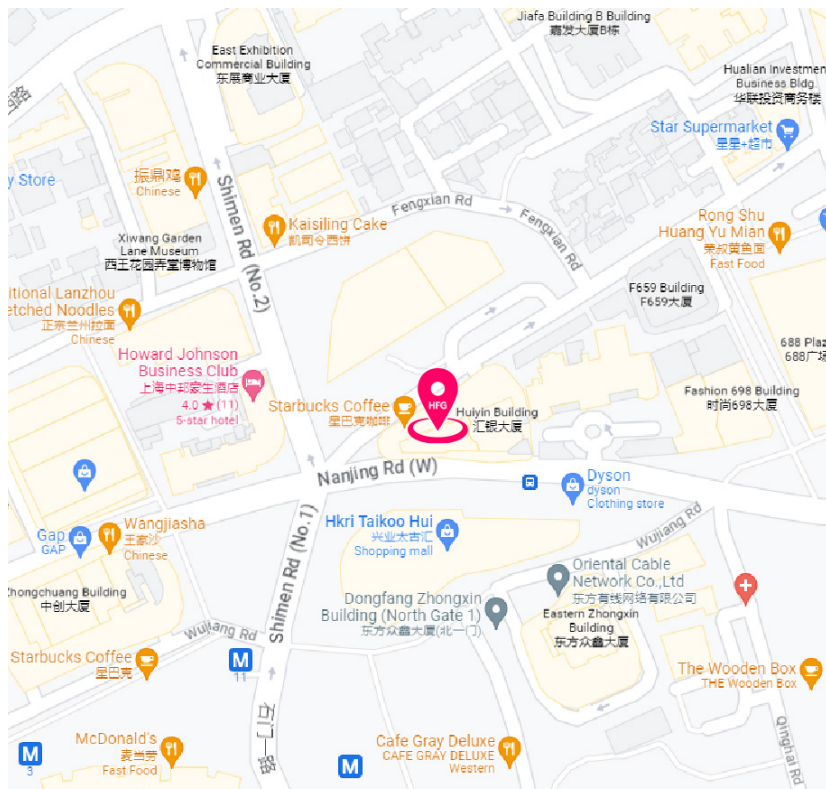 Jiafa Building B Building
嘉发大厦B栋
East Exhibition
Commercial Building
东展商业大厦
Hualian Investmen
Business Bldg.
华联投资商务楼
Star Supermarket
星星+超市
y Store
振鼎鸡
Chinese
Shimen Rd (No.2)
Kaisiling Cake
凯司令西饼
Fengxian Rd
Fengxian Rd
Rong Shu
Huang Yu Mian
荣叔黄鱼面
Fast Food
Xiwang Garden
Lane Museum
西王花园弄堂博物馆
itional Lanzhou
etched Noodles
正宗兰州拉面
Chinese
F659 Building
F659大厦
688 Plaz
688广场
Howard Johnson
Business Club
上海中邦豪生酒店
4.0 ★ (11)
5-star hotel
Starbucks Coffee
星巴克咖啡
HFG
Huiyin Building
汇银大厦
Fashion 698 Building
时尚698大厦
Nanjing Rd (W)
Dyson
dyson
Clothing store
Gap
GAP
Wangjiasha
王家沙
Chinese
Hkri Taikoo Hui
兴业太古汇
Shopping mall
Wujiang Rd
Shimen Rd (No.1)
Oriental Cable
Network Co.,Ltd
东方有线网络有限公司
Chongchuang Building
中创大厦
Dongfang Zhongxin
Building (North Gate 1)
东方众鑫大厦(北一门)
Eastern Zhongxin
Building
东方众鑫大厦
Wujiang Rd
Starbucks Coffee
星巴克
M
11
The Wooden Box
THE Wooden Box
石门一路
McDonald's
麦当劳
Fast Food
M
3
M
Cafe Gray Deluxe
CAFE GRAY DELUXE
Western
Qinghai Rd